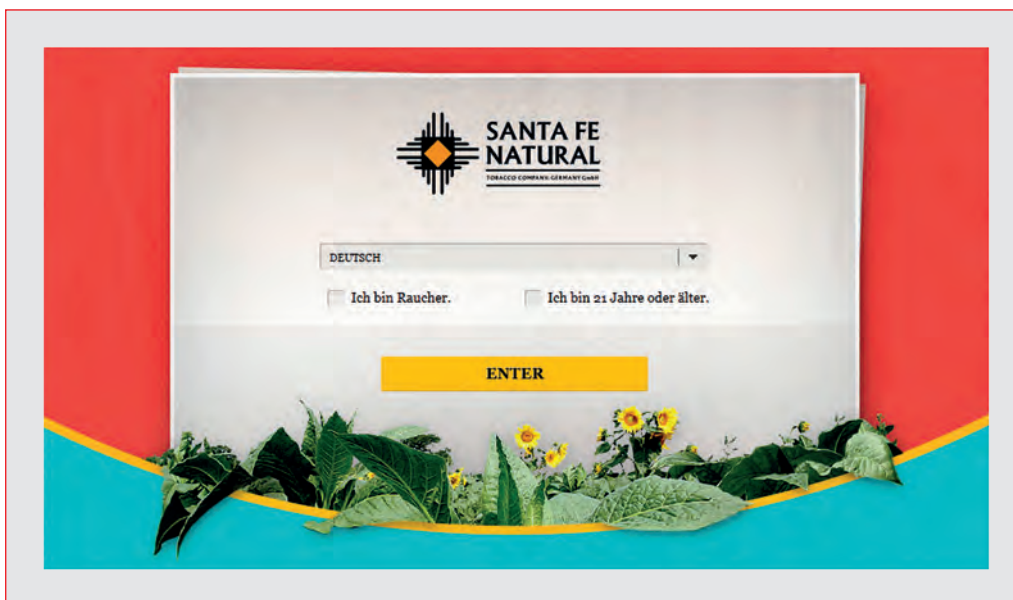 SANTA FE
NATURAL
TOBACCO COMPANY GERMANY GmbH
DEUTSCH
Ich bin Raucher.
Ich bin 21 Jahre oder älter.
ENTER